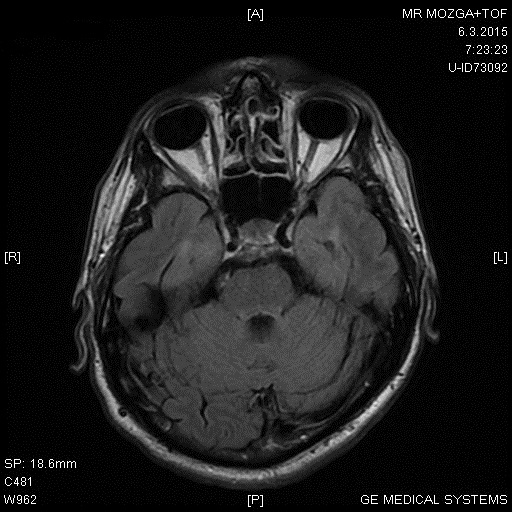 [A]
MR MOZGA+TOF
6.3.2015
7:23:23
U-ID73092
[R]
[L]
SP: 18.6mm
C481
W962
[P]
GE MEDICAL SYSTEMS